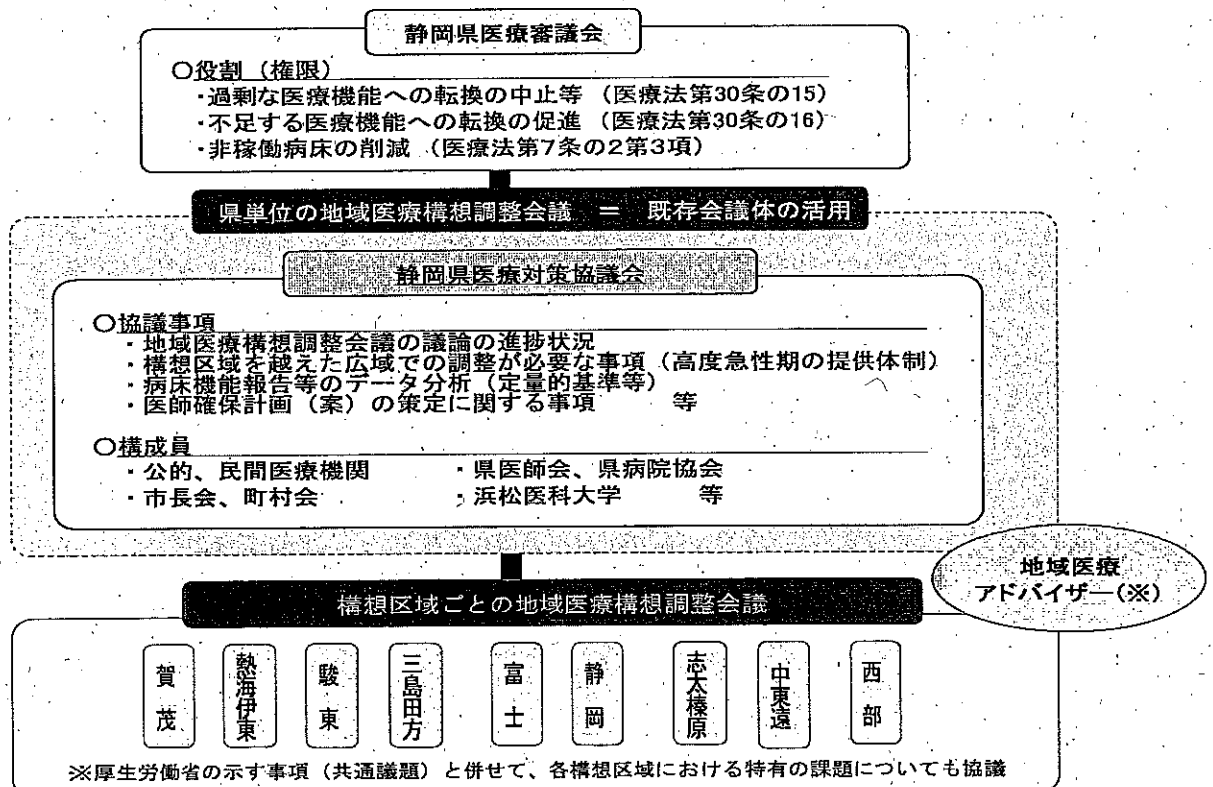 静岡県医療審議会
○役割（権限）
・過剰な医療機能への転換の中止等（医療法第30条の15）
・不足する医療機能への転換の促進（医療法第30条の16）
・非稼働病床の削減（医療法第7条の2第3項）
県単位の地域医療構想調整会議 ＝ 既存会議体の活用
静岡県医療対策協議会
○協議事項
・地域医療構想調整会議の議論の進捗状況
・構想区域を越えた広域での調整が必要な事項（高度急性期の提供体制）
・病床機能報告等のデータ分析（定量的基準等）
・医師確保計画（案）の策定に関する事項 等
○構成員
・公的、民間医療機関 ・県医師会、県病院協会
・市長会、町村会 ・浜松医科大学 等
地域医療
アドバイザー(※)
構想区域ごとの地域医療構想調整会議
賀茂
熱海伊東
駿東
三島田方
富士
静岡
志太榛原
中東遠
西部
※厚生労働省の示す事項（共通議題）と併せて、各構想区域における特有の課題についても協議